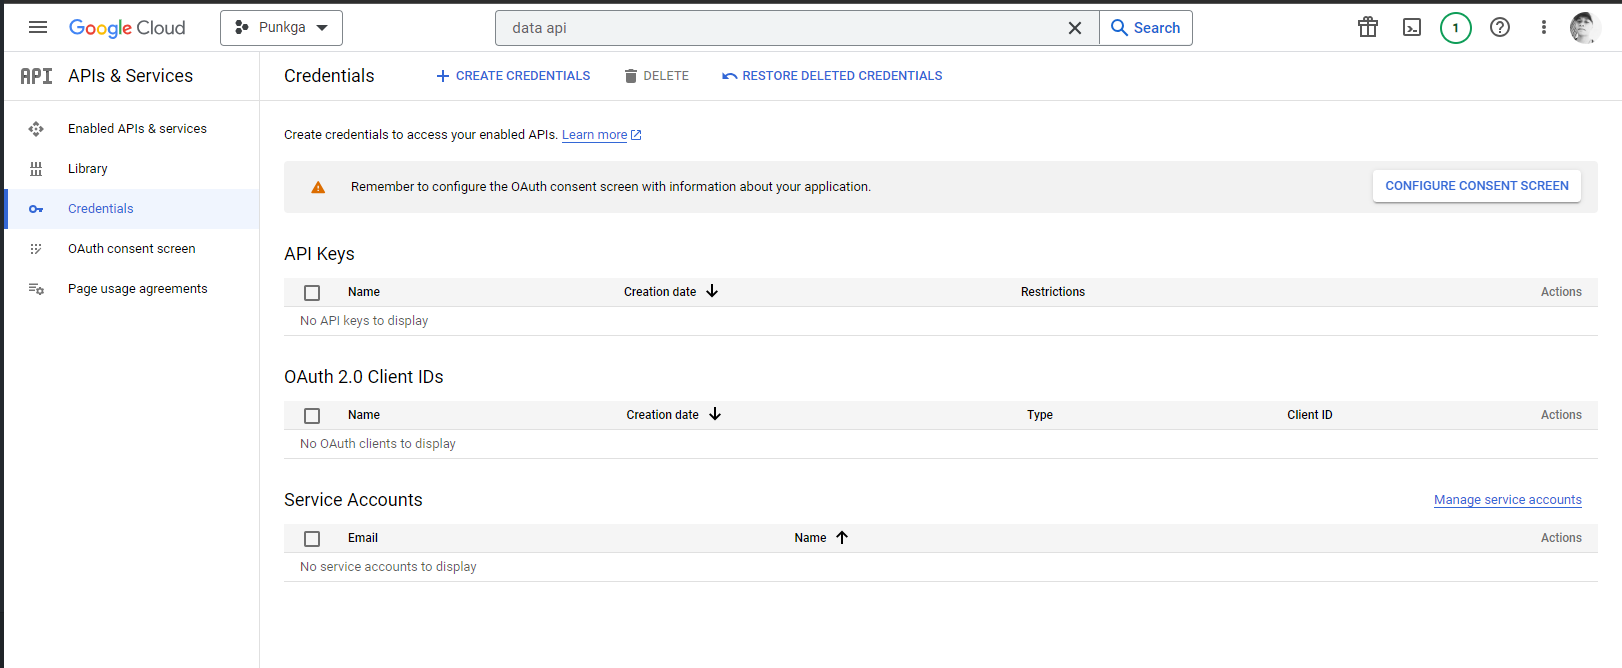 Google Cloud
Punkga
data api
Search
1
API APIs & Services
Credentials
CREATE CREDENTIALS
DELETE
RESTORE DELETED CREDENTIALS
Enabled APIs & services
Library
Credentials
OAuth consent screen
Page usage agreements
Create credentials to access your enabled APIs. Learn more
Remember to configure the OAuth consent screen with information about your application.
CONFIGURE CONSENT SCREEN
API Keys
Name Creation date Restrictions Actions
No API keys to display
OAuth 2.0 Client IDs
Name Creation date Type Client ID Actions
No OAuth clients to display
Service Accounts
Manage service accounts
Email Name Actions
No service accounts to display